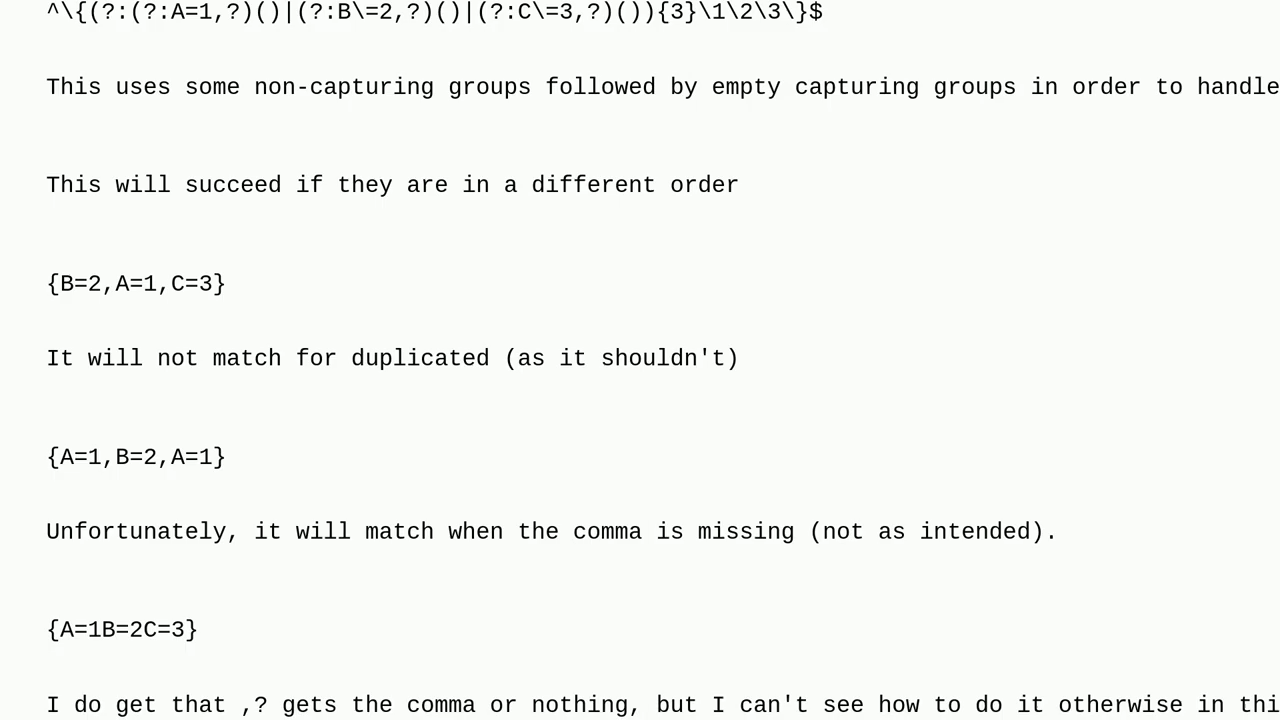 ^\{(?:(?:A=1,?)()|(?:B\=2,?)()|(?:C\=3,?)()){3}\1\2\3\}$
This uses some non-capturing groups followed by empty capturing groups in order to handle
This will succeed if they are in a different order
{B=2,A=1,C=3}
It will not match for duplicated (as it shouldn't)
{A=1,B=2,A=1}
Unfortunately, it will match when the comma is missing (not as intended).
{A=1B=2C=3}
I do get that ,? gets the comma or nothing, but I can't see how to do it otherwise in thi